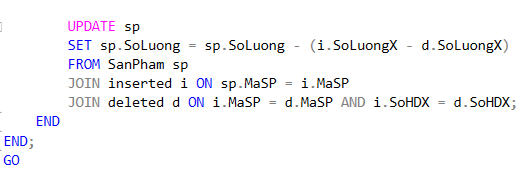 UPDATE sp
SET sp.SoLuong = sp.SoLuong - (i.SoLuongX - d.SoLuongX)
FROM SanPham sp
JOIN inserted i ON sp.MaSP = i.MaSP
JOIN deleted d ON i.MaSP = d.MaSP AND i.SoHDX = d.SoHDX;
END
END;
GO